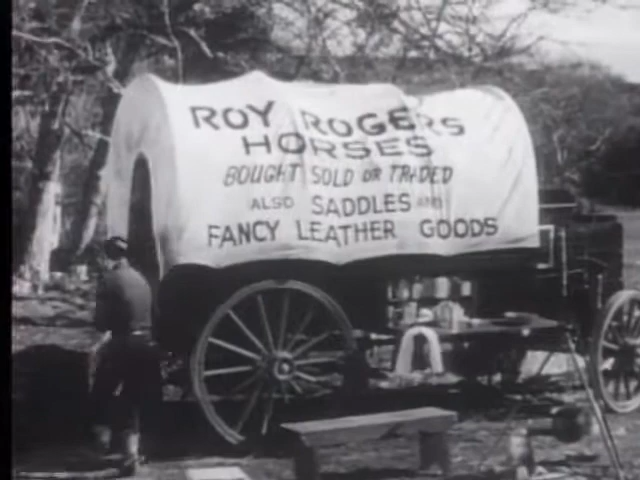 ROY ROGERS
HORSES
BOUGHT SOLD OR TRADED
ALSO SADDLES AND
FANCY LEATHER GOODS